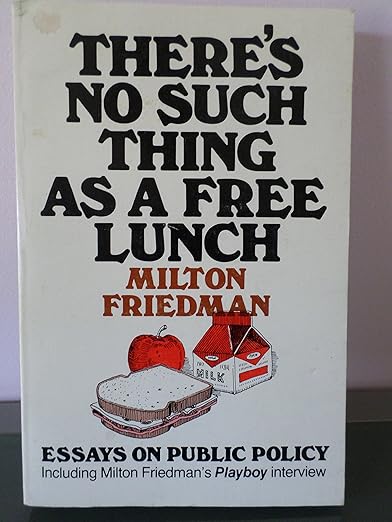 THERE'S
NO SUCH
THING
AS A FREE
LUNCH
MILTON
FRIEDMAN
MILK
ESSAYS ON PUBLIC POLICY
Including Milton Friedman's Playboy interview